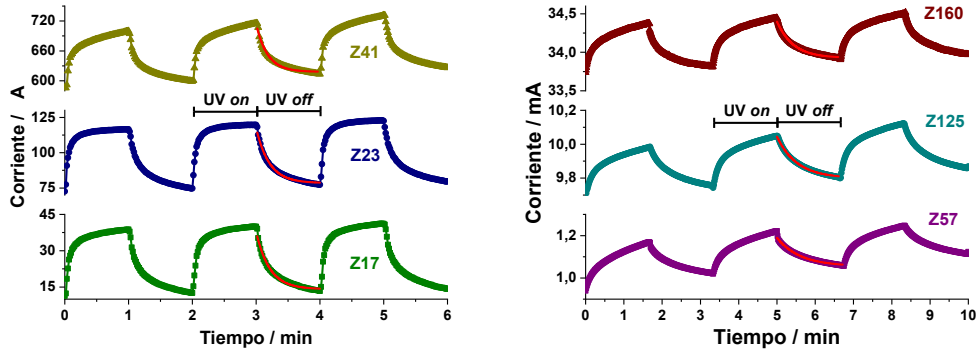 720
660
600
Z41
Corriente / A
UV on
UV off
125
100
75
Z23
45
30
15
Z17
0
1
2
3
4
5
6
Tiempo / min
34,5
34,0
33,5
Z160
Corriente / mA
UV on
UV off
10,2
10,0
9,8
Z125
1,2
1,0
Z57
0
1
2
3
4
5
6
7
8
9
10
Tiempo / min